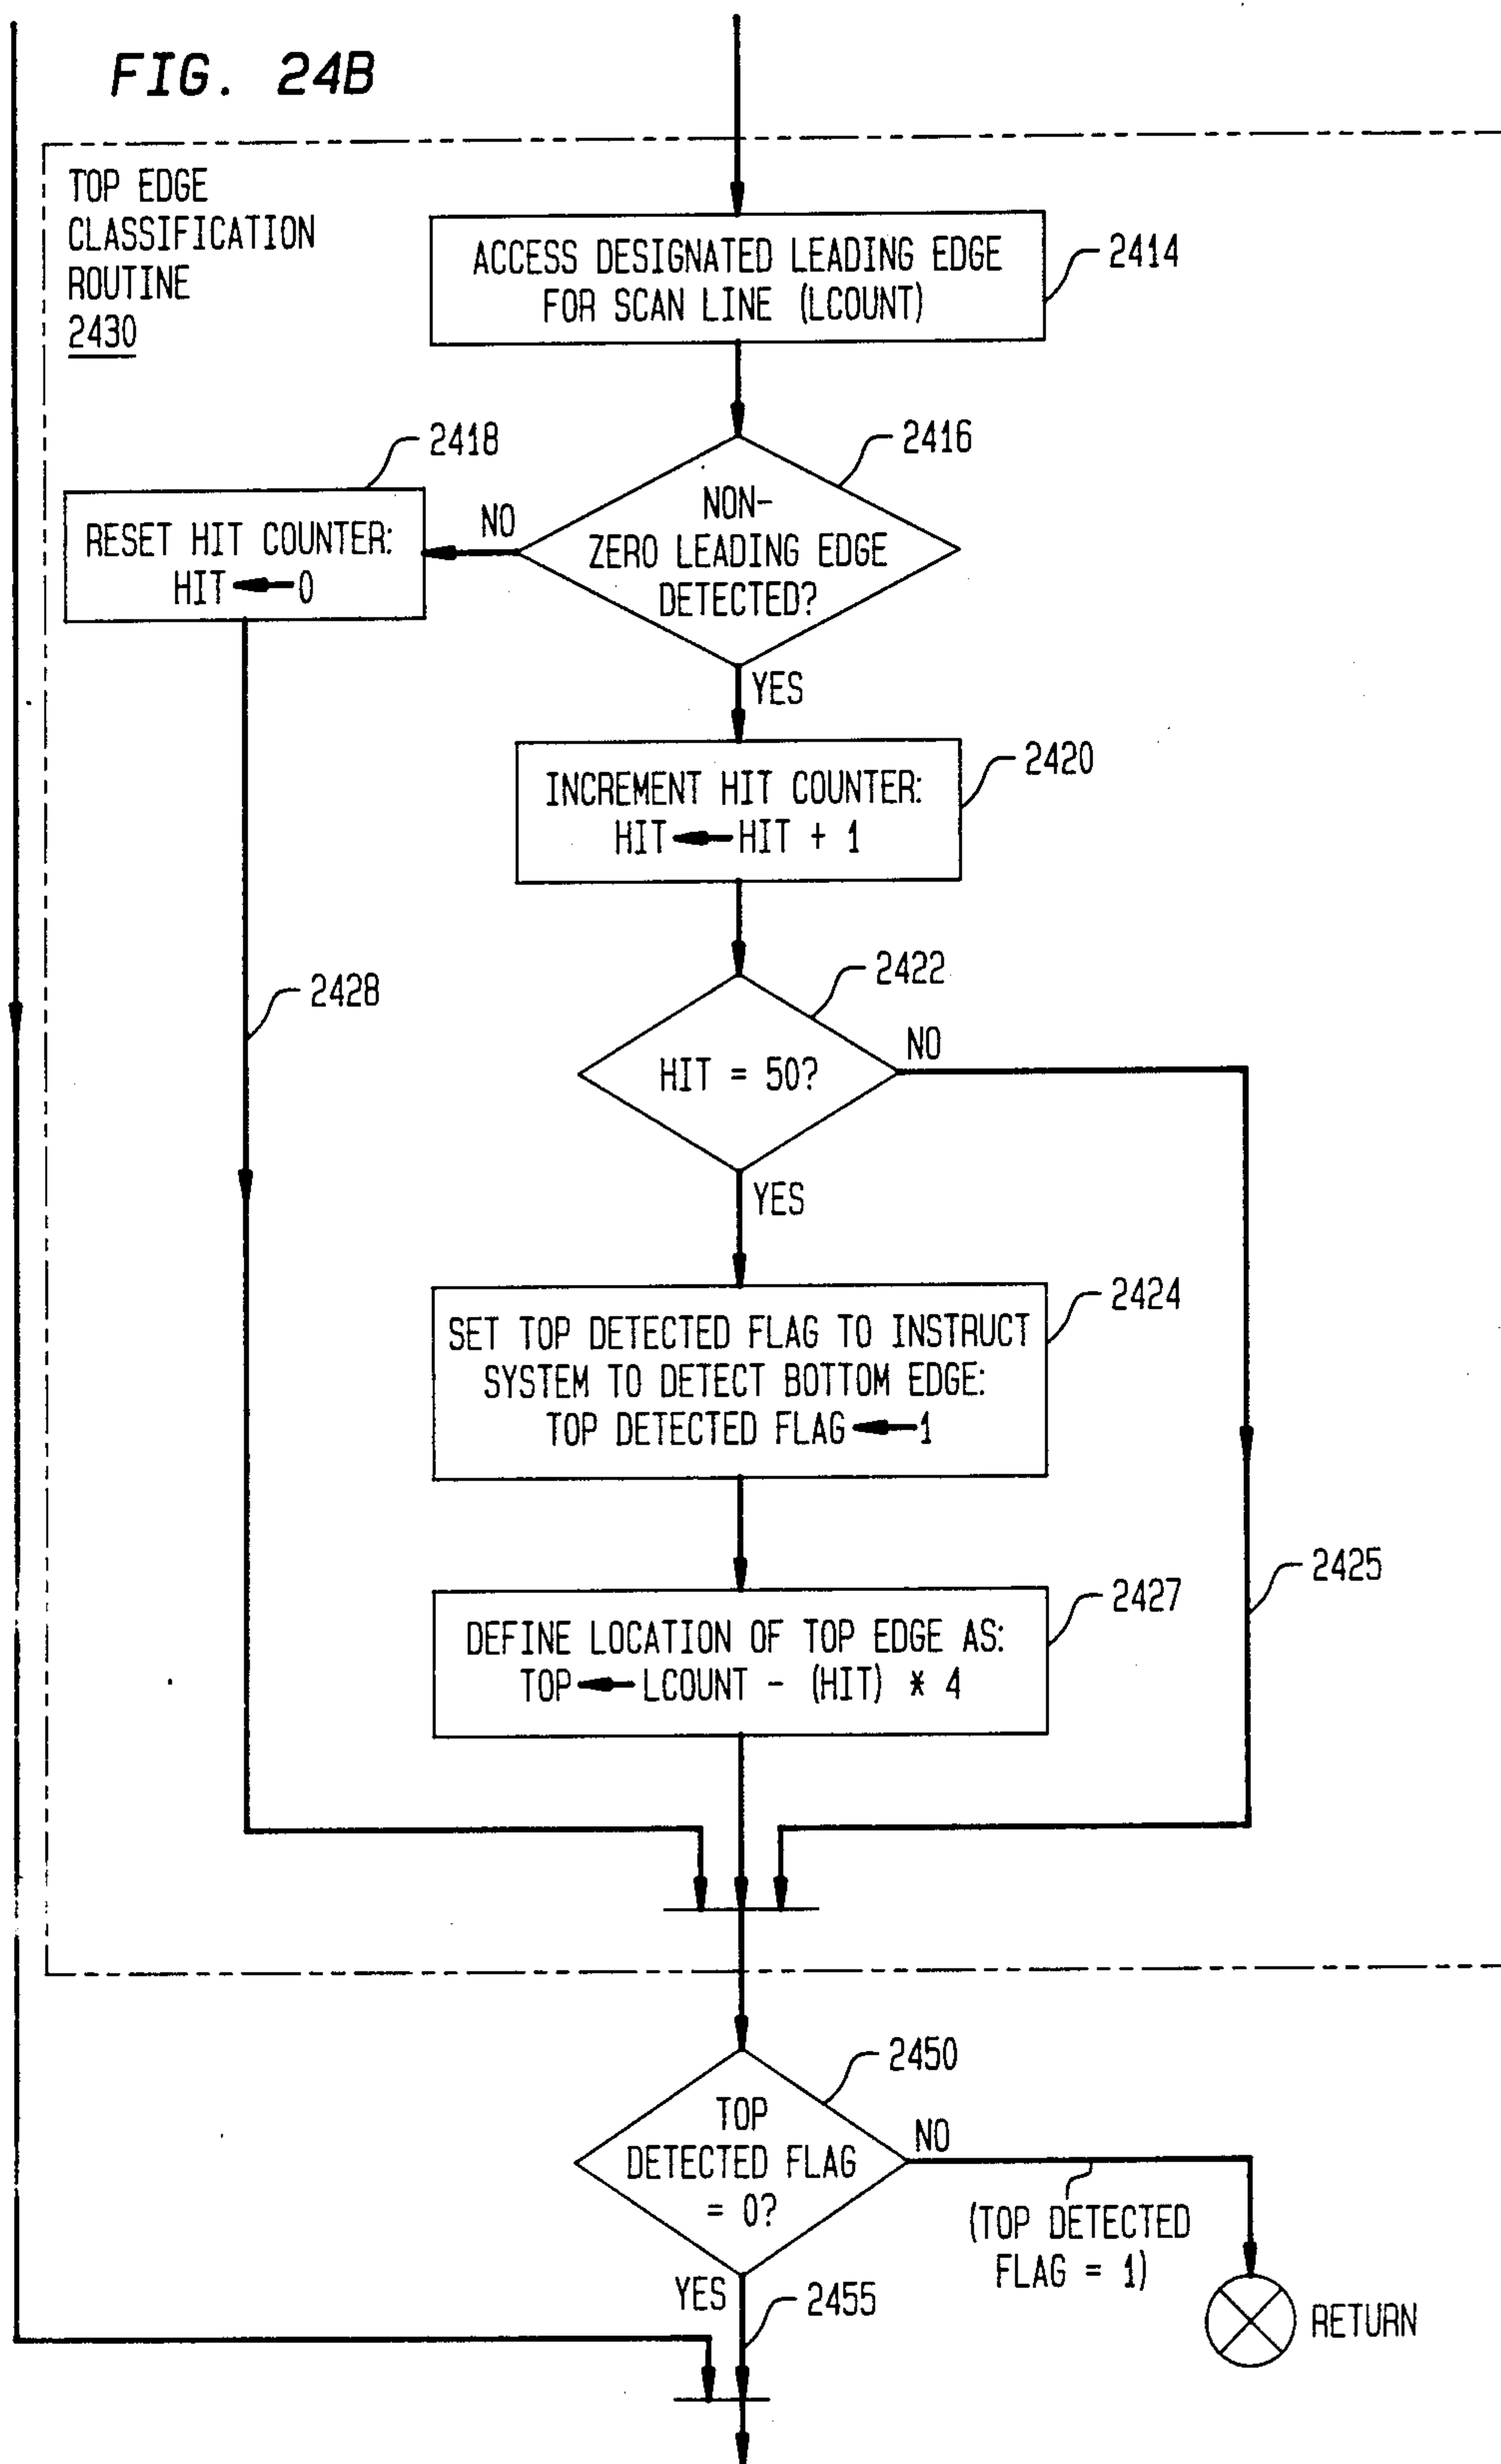 FIG. 24B
TOP EDGE
CLASSIFICATION
ROUTINE
2430
ACCESS DESIGNATED LEADING EDGE
FOR SCAN LINE (LCOUNT)
2414
2416
NON-
ZERO LEADING EDGE
DETECTED?
NO
2418
RESET HIT COUNTER:
HIT ← 0
YES
2420
INCREMENT HIT COUNTER:
HIT ← HIT + 1
2428
2422
HIT = 50?
NO
YES
2424
SET TOP DETECTED FLAG TO INSTRUCT
SYSTEM TO DETECT BOTTOM EDGE:
TOP DETECTED FLAG ← 1
2425
2427
DEFINE LOCATION OF TOP EDGE AS:
TOP ← LCOUNT - (HIT) * 4
2450
TOP
DETECTED FLAG
= 0?
NO
(TOP DETECTED
FLAG = 1)
YES
2455
RETURN